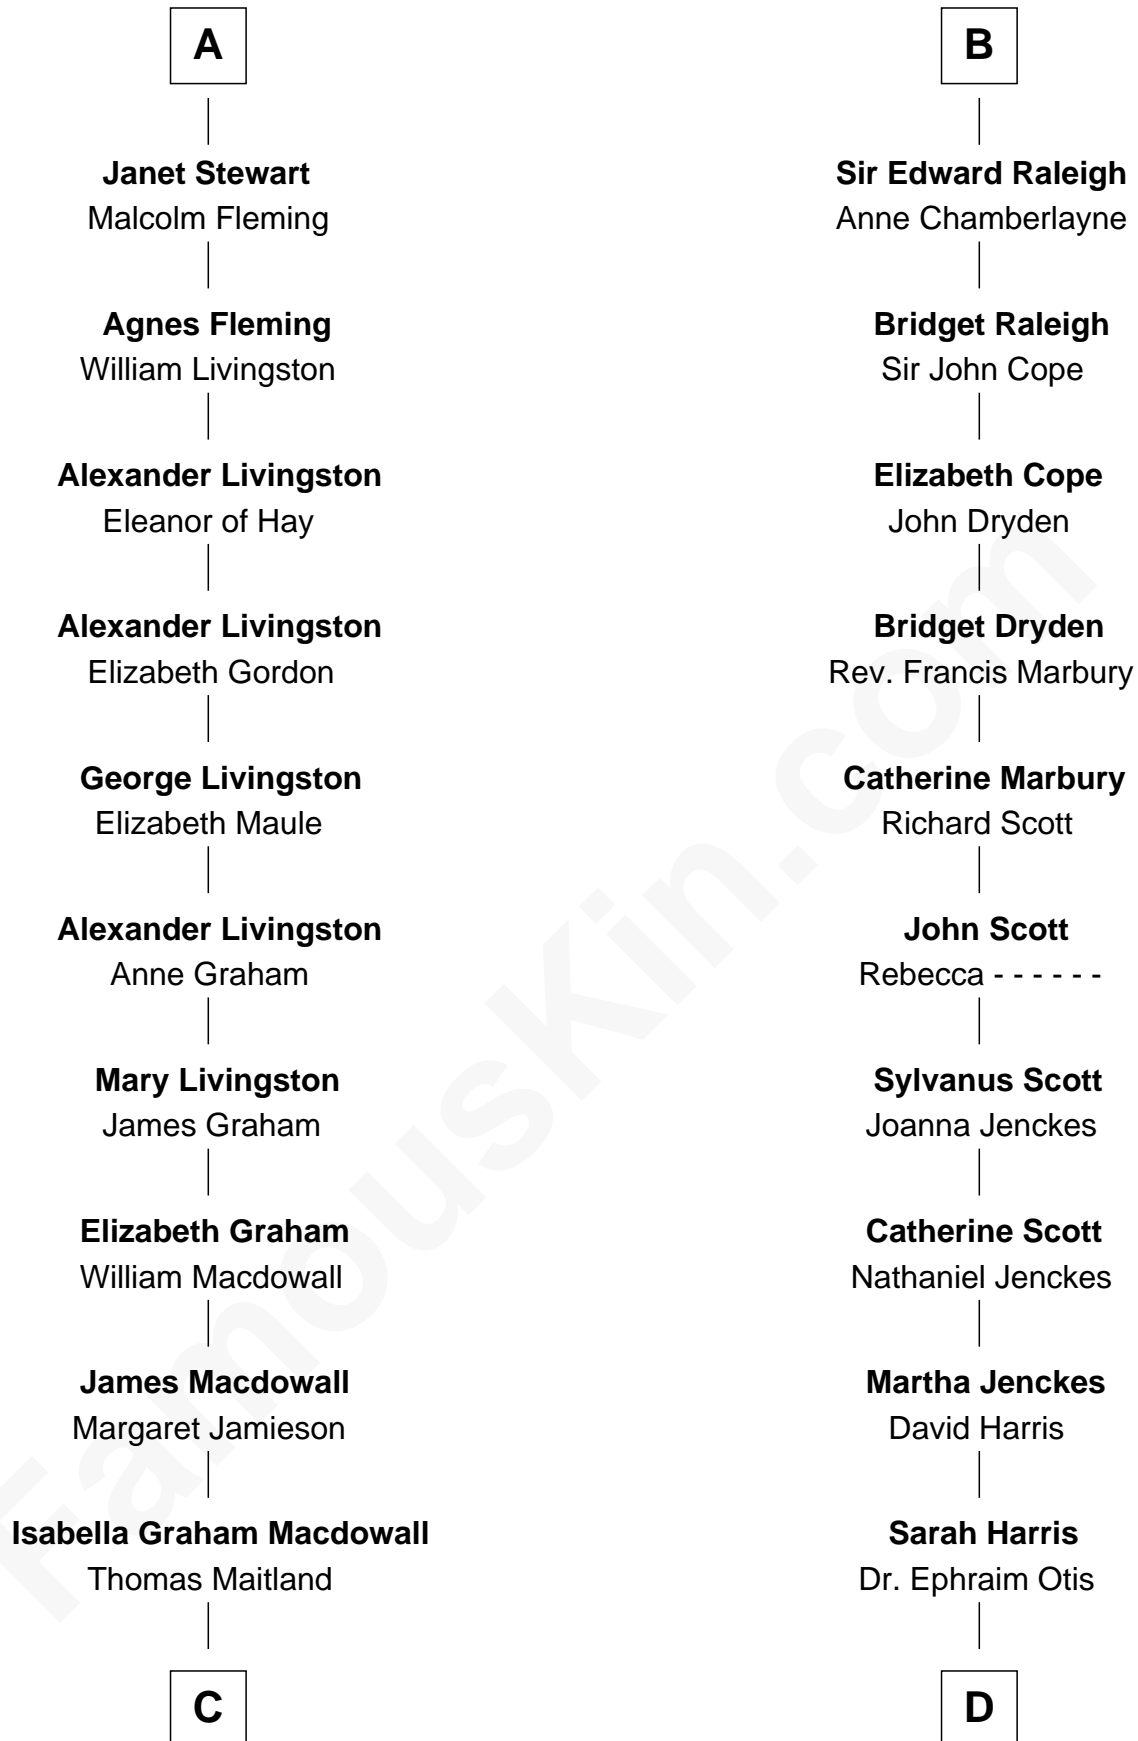 A
Janet Stewart
Malcolm Fleming
Agnes Fleming
William Livingston
Alexander Livingston
Eleanor of Hay
Alexander Livingston
Elizabeth Gordon
George Livingston
Elizabeth Maule
Alexander Livingston
Anne Graham
Mary Livingston
James Graham
Elizabeth Graham
William Macdowall
James Macdowall
Margaret Jamieson
Isabella Graham Macdowall
Thomas Maitland
C
B
Sir Edward Raleigh
Anne Chamberlayne
Bridget Raleigh
Sir John Cope
Elizabeth Cope
John Dryden
Bridget Dryden
Rev. Francis Marbury
Catherine Marbury
Richard Scott
John Scott
Rebecca - - - - - -
Sylvanus Scott
Joanna Jenckes
Catherine Scott
Nathaniel Jenckes
Martha Jenckes
David Harris
Sarah Harris
Dr. Ephraim Otis
D
FamousKin.com